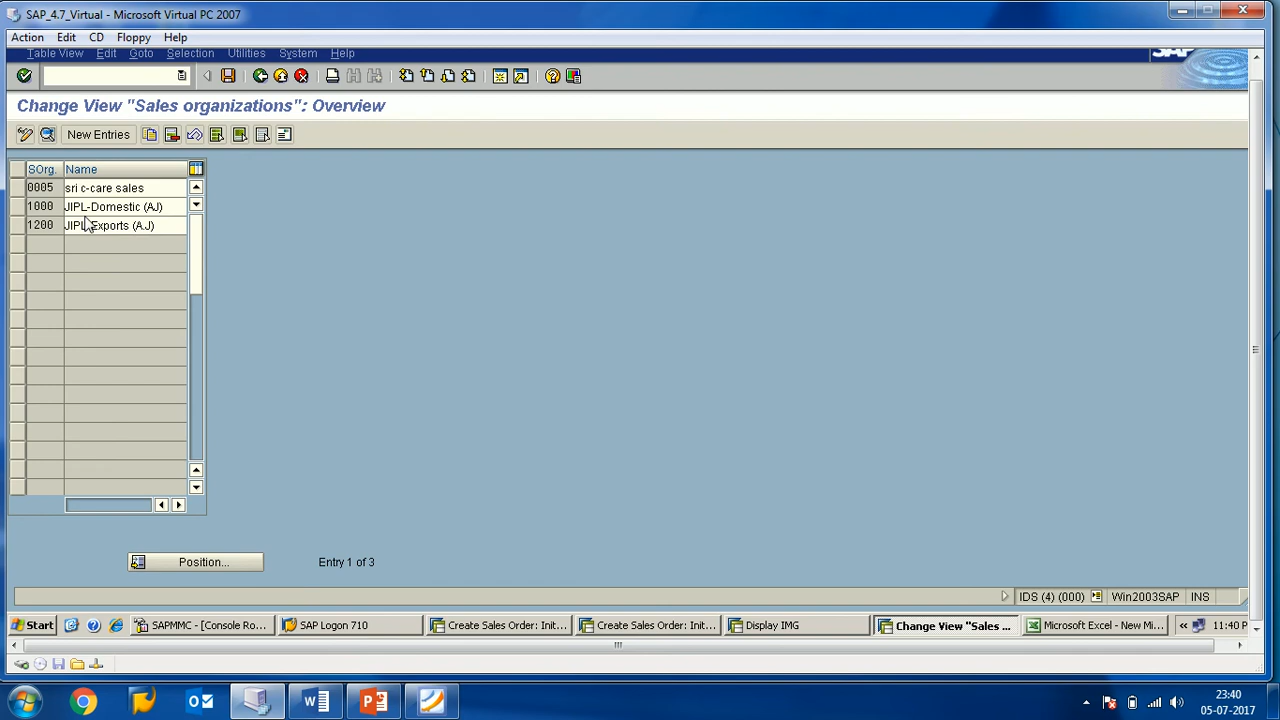 SAP_4.7_Virtual - Microsoft Virtual PC 2007
Action Edit CD Floppy Help
Table View Edit Goto Selection Utilities System Help
SAP
Change View "Sales organizations": Overview
New Entries
SOrg. Name
0005 sri c-care sales
1000 JIPL-Domestic (AJ)
1200 JIPL-Exports (AJ)
Position...
Entry 1 of 3
IDS (4) (000) Win2003SAP INS
Start
SAPMMC - [Console Ro...
SAP Logon 710
Create Sales Order: Init...
Create Sales Order: Init...
Display IMG
Change View "Sales ...
Microsoft Excel - New Mi...
11:40 P
23:40
05-07-2017